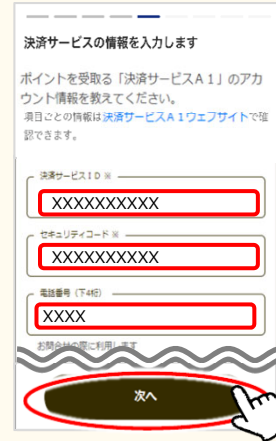 決済サービスの情報を入力します
ポイントを受取る「決済サービスA1」のアカ
ウント情報を教えてください。
項目ごとの情報は決済サービスA1ウェブサイトで確
認できます。
決済サービスID ※
XXXXXXXXXX
セキュリティコード ※
XXXXXXXXXX
電話番号（下4桁）
XXXX
お問合せの際に利用します
次へ